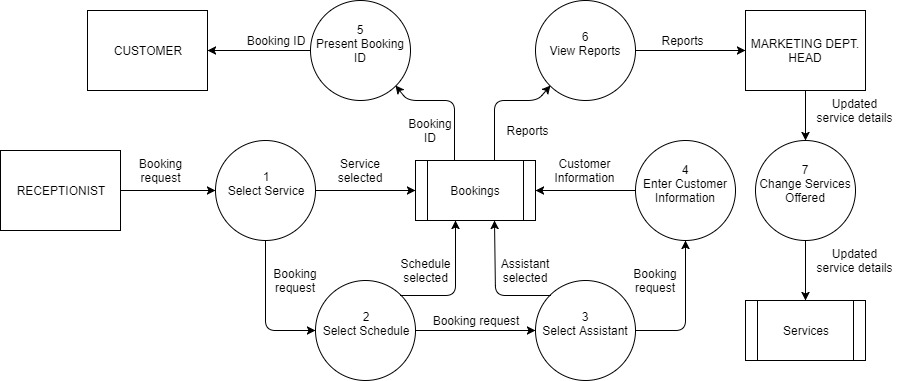 CUSTOMER
Booking ID
5
Present Booking
ID
6
View Reports
Reports
MARKETING DEPT.
HEAD
Booking
ID
Reports
Updated
service details
RECEPTIONIST
Booking
request
1
Select Service
Service
selected
Bookings
Customer
Information
4
Enter Customer
Information
7
Change Services
Offered
Booking
request
Schedule
selected
Assistant
selected
Booking
request
Updated
service details
2
Select Schedule
Booking request
3
Select Assistant
Services